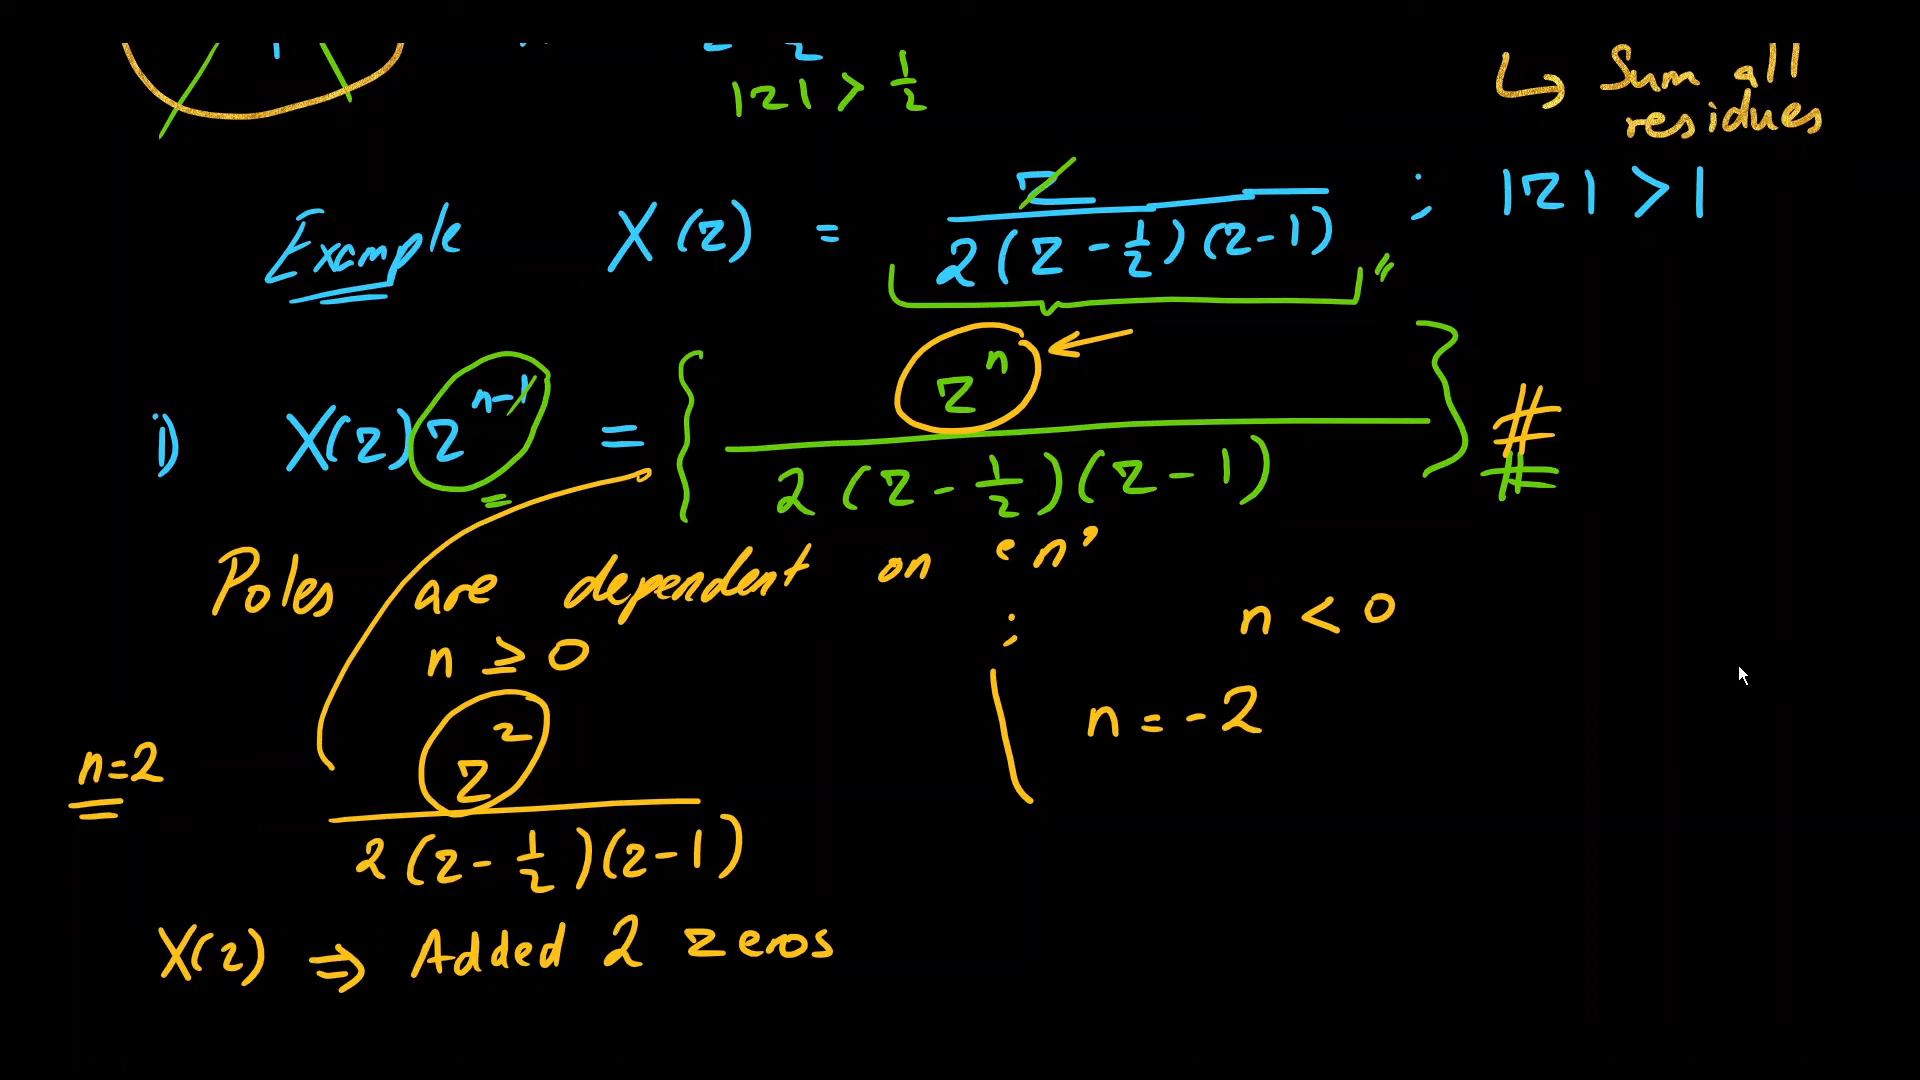 |z| > 1/2
↳ Sum all
residues
Example X(z) = z / 2(z - 1/2)(z - 1) ; |z| > 1
i) X(z) z^(n-1) = { z^n / 2(z - 1/2)(z - 1) } #
Poles are dependent on 'n'
n ≥ 0 ; n < 0
n = 2
z^2 / 2(z - 1/2)(z - 1)
n = -2
X(z) ⇒ Added 2 zeros